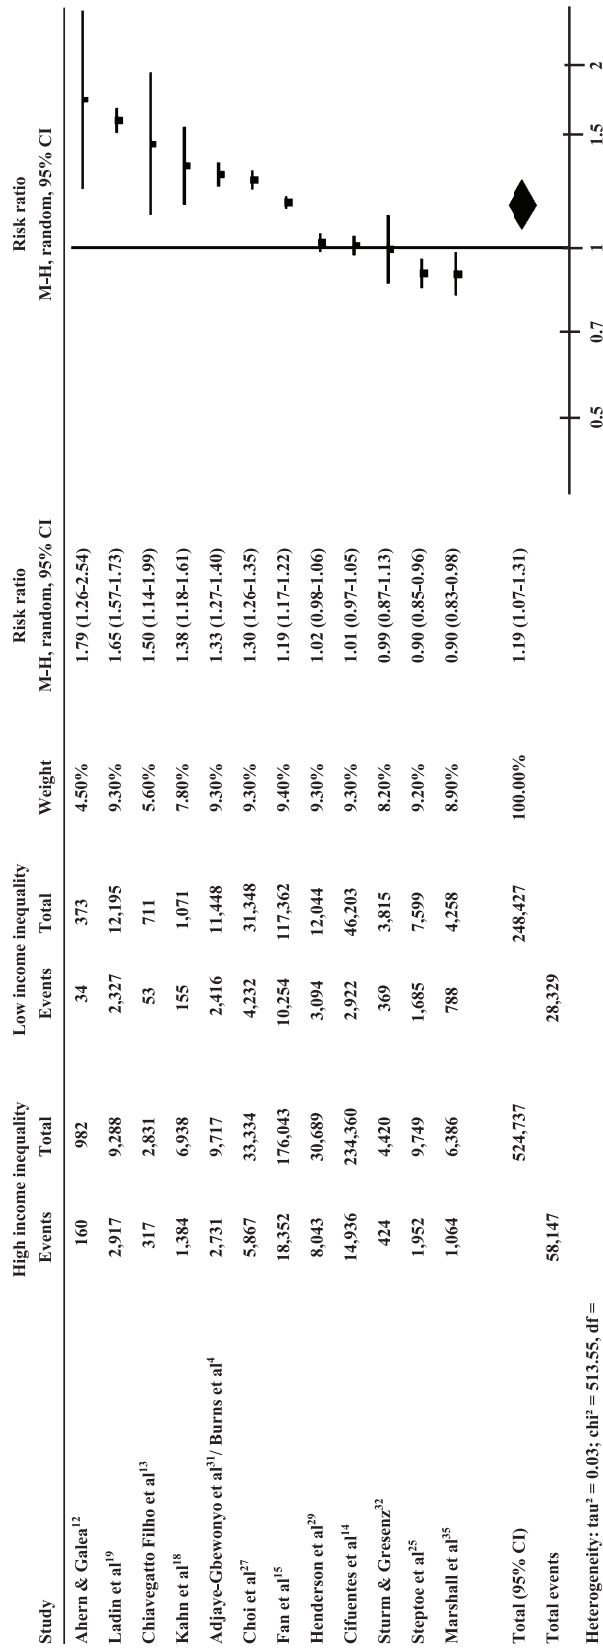 High income inequality Low income inequality Risk ratio Risk ratio
Study Events Total Events Total Weight M-H, random, 95% CI M-H, random, 95% CI
Ahern & Galea12 160 982 34 373 4.50% 1.79 (1.26-2.54)
Ladin et al19 2,917 9,288 2,327 12,195 9.30% 1.65 (1.57-1.73)
Chiavegatto Filho et al13 317 2,831 53 711 5.60% 1.50 (1.14-1.99)
Kahn et al18 1,384 6,938 155 1,071 7.80% 1.38 (1.18-1.61)
Adjaye-Gbewonyo et al31/ Burns et al4 2,731 9,717 2,416 11,448 9.30% 1.33 (1.27-1.40)
Choi et al27 5,867 33,334 4,232 31,348 9.30% 1.30 (1.26-1.35)
Fan et al15 18,352 176,043 10,254 117,362 9.40% 1.19 (1.17-1.22)
Henderson et al29 8,043 30,689 3,094 12,044 9.30% 1.02 (0.98-1.06)
Cifuentes et al14 14,936 234,360 2,922 46,203 9.30% 1.01 (0.97-1.05)
Sturm & Gresenz32 424 4,420 369 3,815 8.20% 0.99 (0.87-1.13)
Steptoe et al25 1,952 9,749 1,685 7,599 9.20% 0.90 (0.85-0.96)
Marshall et al35 1,064 6,386 788 4,258 8.90% 0.90 (0.83-0.98)
Total (95% CI) 524,737 248,427 100.00% 1.19 (1.07-1.31)
Total events 58,147 28,329
Heterogeneity: tau² = 0.03; chi² = 513.55, df =
0.5 0.7 1 1.5 2